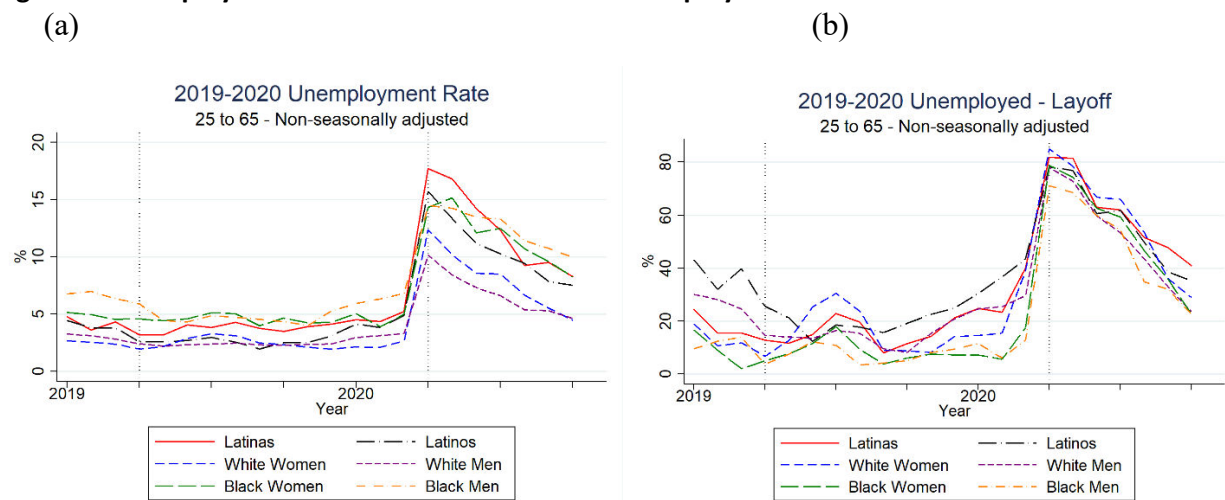 (a)
(b)
2019-2020 Unemployment Rate
25 to 65 - Non-seasonally adjusted
20
15
10
5
0
%
2019
2020
Year
Latinas
Latinos
White Women
White Men
Black Women
Black Men
2019-2020 Unemployed - Layoff
25 to 65 - Non-seasonally adjusted
80
60
40
20
0
%
2019
2020
Year
Latinas
Latinos
White Women
White Men
Black Women
Black Men